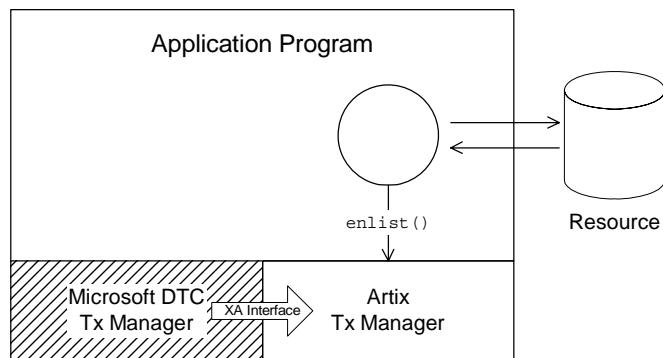 Application Program
enlist()
Resource
Microsoft DTC
Tx Manager
XA Interface
Artix
Tx Manager